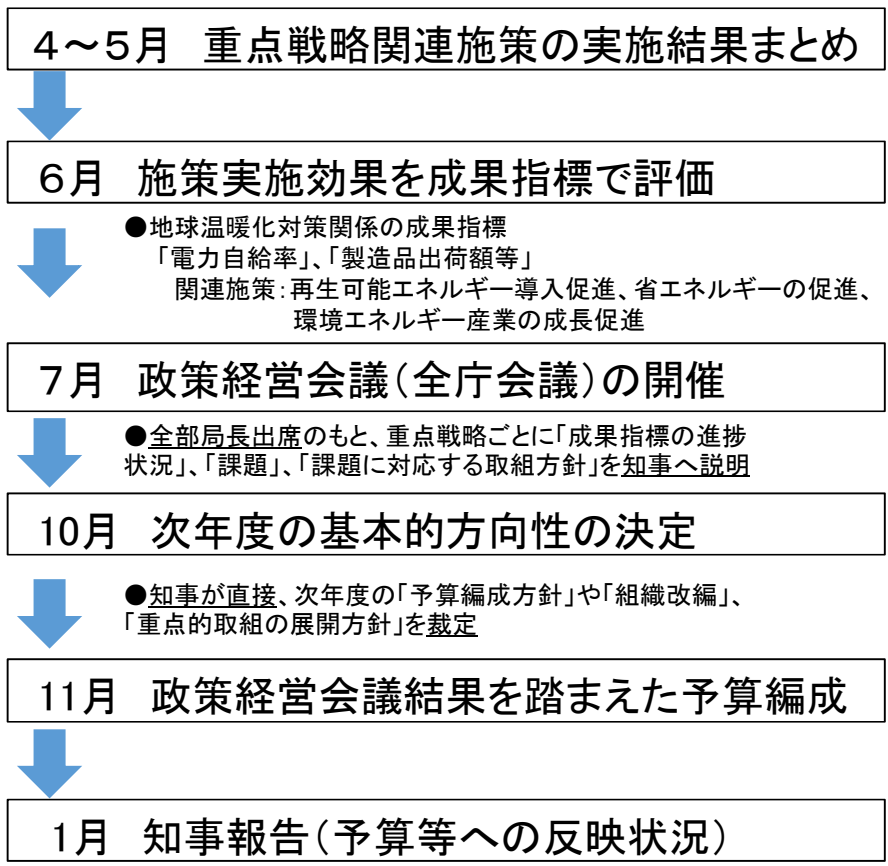 ４～５月　重点戦略関連施策の実施結果まとめ
６月　施策実施効果を成果指標で評価
●地球温暖化対策関係の成果指標
「電力自給率」、「製造品出荷額等」
関連施策：再生可能エネルギー導入促進、省エネルギーの促進、
環境エネルギー産業の成長促進
７月　政策経営会議（全庁会議）の開催
●全部局長出席のもと、重点戦略ごとに「成果指標の進捗
状況」、「課題」、「課題に対応する取組方針」を知事へ説明
10月　次年度の基本的方向性の決定
●知事が直接、次年度の「予算編成方針」や「組織改編」、
「重点的取組の展開方針」を裁定
11月　政策経営会議結果を踏まえた予算編成
１月　知事報告（予算等への反映状況）